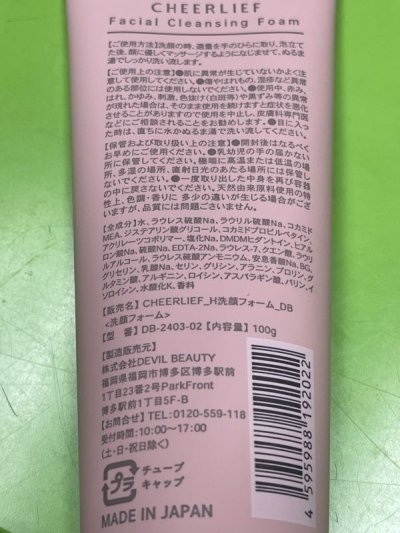 CHEERLIEF
Facial Cleansing Foam
【ご使用方法】洗顔の時、適量を手のひらに取り、泡立て
た後、顔に優しくマッサージするようになじませて、ぬるま
湯でしっかり洗い流します。
【ご使用上の注意】●肌に異常が生じていないかよく注
意して使用してください。●傷やはれもの、湿疹など異常
のある部位には使用しないでください。●使用中、赤み、
はれ、かゆみ、刺激、色抜け(白斑等)や黒ずみ等の異常
が現れた場合は、そのまま使用を続けますと症状を悪化
させることがありますので使用を中止し、皮膚科専門医
などにご相談されることをお勧めします。●目に入っ
た時は、直ちに水かぬるま湯で洗い流してください。
【保管および取り扱い上の注意】●開封後はなるべく
お早めにご使用ください。●乳幼児の手の届かない
所に保管してください。極端に高温または低温の場
所、多湿の場所、直射日光のあたる場所には保管し
ないでください。●一度取り出した中身を再び容器
の中に戻さないでください。天然由来原料使用の特
性上、色調・香りに多少の違いが生じる場合がござ
いますが、品質には問題ございません。
【全成分】水、ラウレス硫酸Na、ラウリル硫酸Na、コカミド
MEA、ジステアリン酸グリコール、コカミドプロピルベタイン、
アクリレーツコポリマー、塩化Na、DMDMヒダントイン、ヒアル
ロン酸Na、硫酸Na、EDTA-2Na、ラウレス-7、クエン酸、ラウリ
ルアルコール、ラウレス硫酸アンモニウム、安息香酸Na、BG、
グリセリン、乳酸Na、セリン、グリシン、アラニン、プロリン、グ
ルタミン酸、アルギニン、ロイシン、アスパラギン酸、バリン、イ
ソロイシン、水酸化K、香料
【販売名】CHEERLIEF_H洗顔フォーム_DB
<洗顔フォーム>
【型 番】DB-2403-02【内容量】100g
【製造販売元】
株式会社DEVIL BEAUTY
福岡県福岡市博多区博多駅前
1丁目23番2号ParkFront
博多駅前1丁目5F-B
【お問合せ】TEL:0120-559-118
受付時間:10:00~17:00
(土・日・祝日除く)
プラ
チューブ
キャップ
MADE IN JAPAN
4 595988 192022